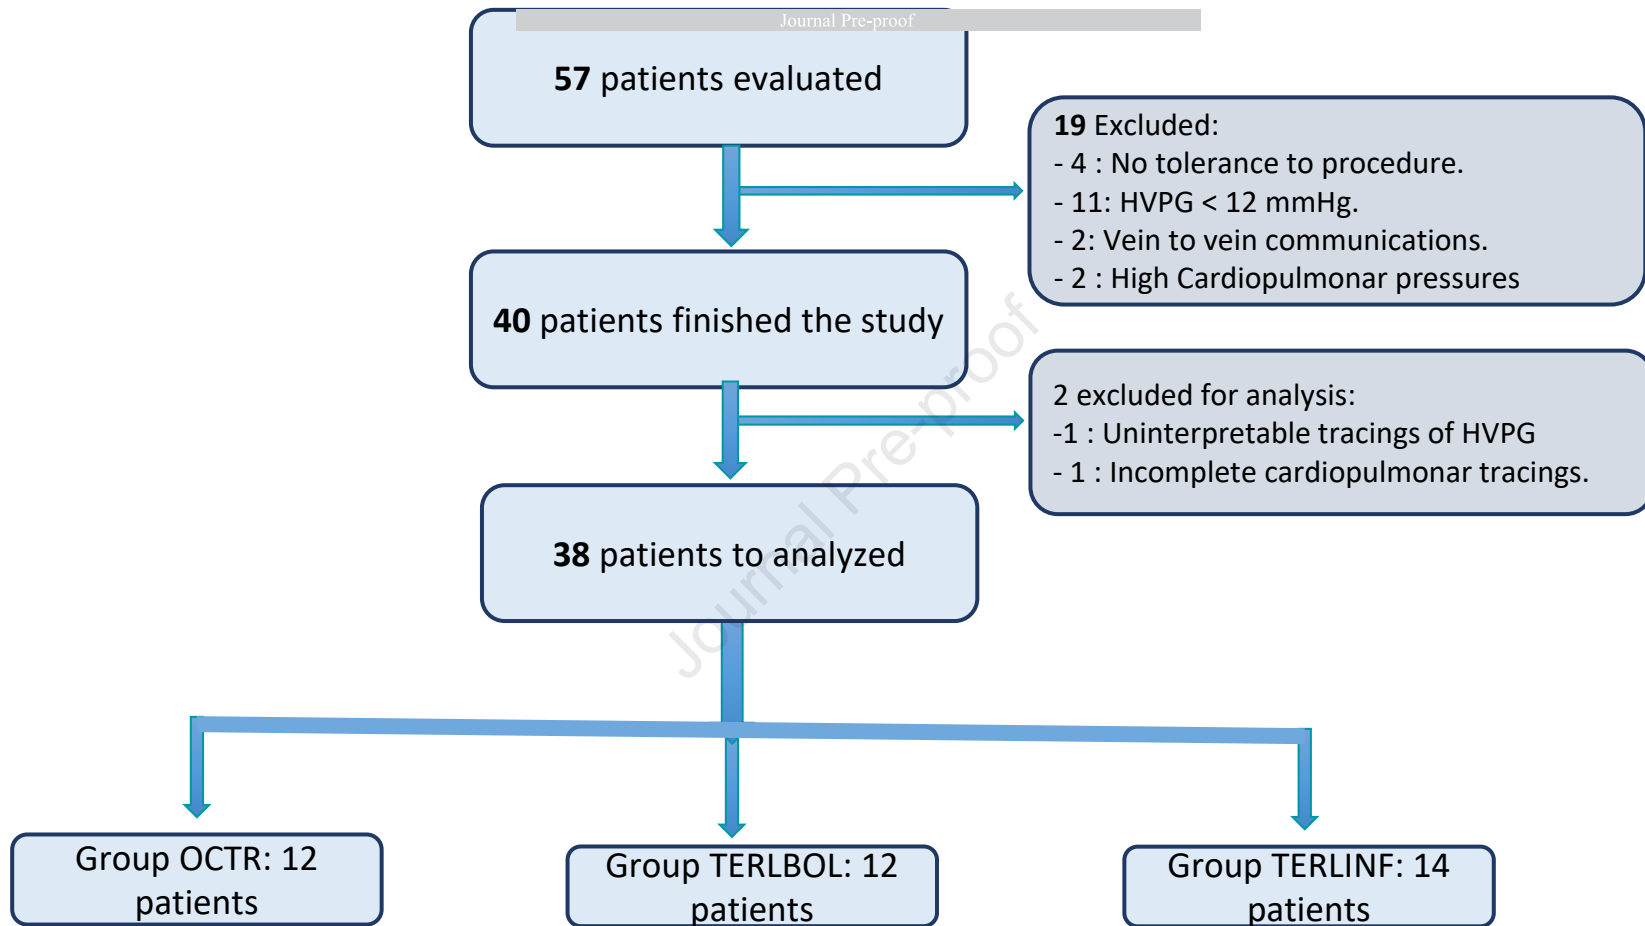 Journal Pre-proof
57 patients evaluated
19 Excluded:
- 4 : No tolerance to procedure.
- 11: HVPG < 12 mmHg.
- 2: Vein to vein communications.
- 2 : High Cardiopulmonar pressures
40 patients finished the study
2 excluded for analysis:
-1 : Uninterpretable tracings of HVPG
- 1 : Incomplete cardiopulmonar tracings.
38 patients to analyzed
Journal Pre-proof
Group OCTR: 12
patients
Group TERLBOL: 12
patients
Group TERLINF: 14
patients